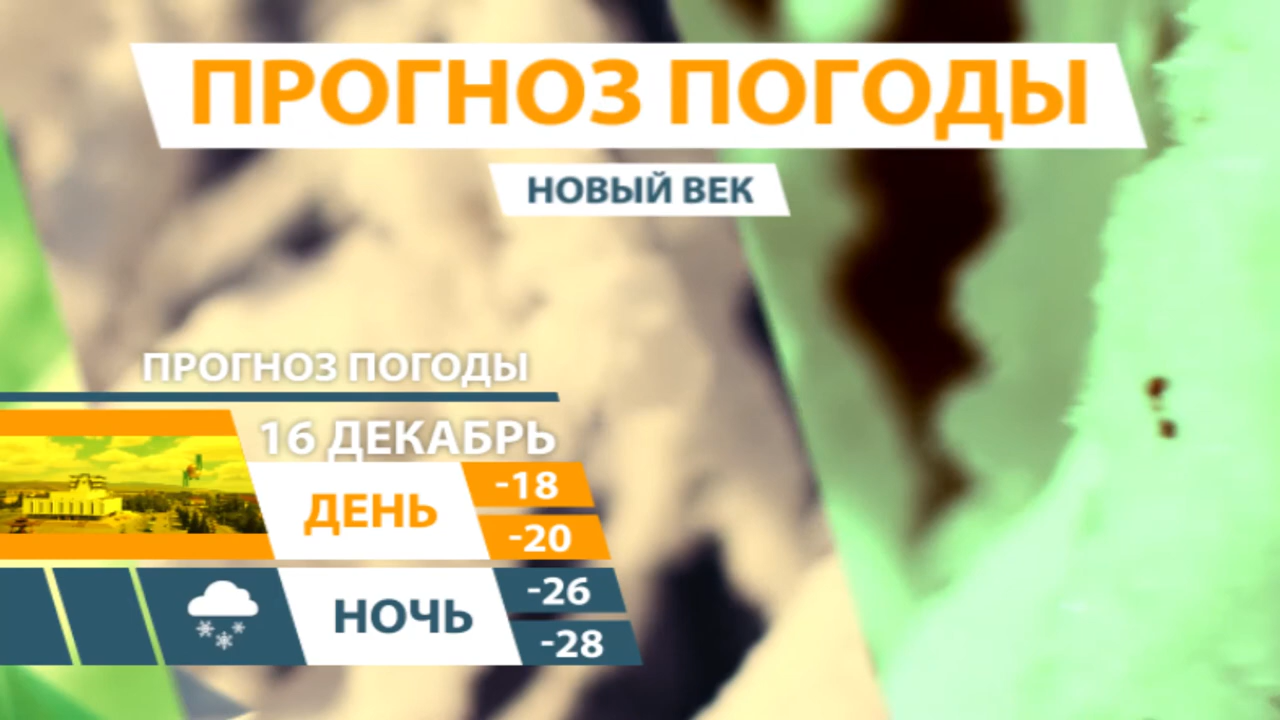 ПРОГНОЗ ПОГОДЫ
НОВЫЙ ВЕК
ПРОГНОЗ ПОГОДЫ
16 ДЕКАБРЬ
ДЕНЬ
-18
-20
НОЧЬ
-26
-28